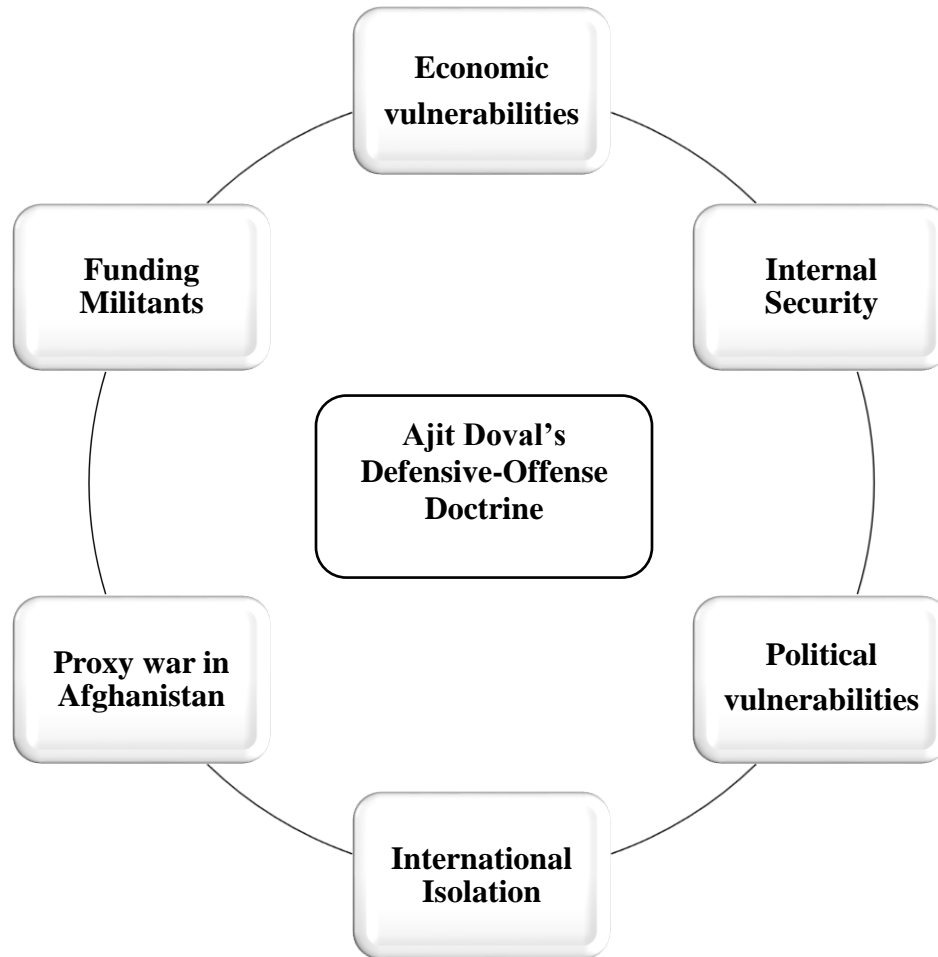 Economic
vulnerabilities
Funding
Militants
Internal
Security
Ajit Doval’s
Defensive-Offense
Doctrine
Proxy war in
Afghanistan
Political
vulnerabilities
International
Isolation